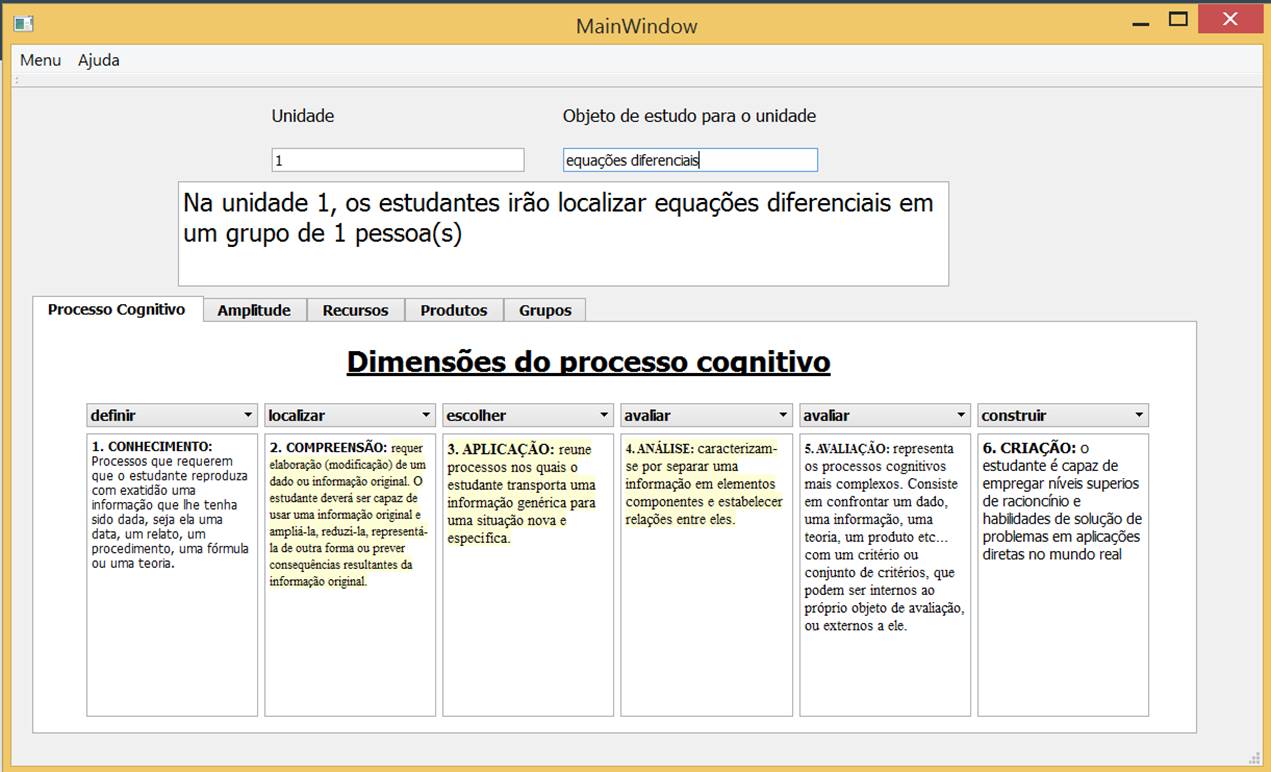 MainWindow
Menu Ajuda
Unidade
Objeto de estudo para o unidade
1
equações diferenciais
Na unidade 1, os estudantes irão localizar equações diferenciais em
um grupo de 1 pessoa(s)
Processo Cognitivo Amplitude Recursos Produtos Grupos
Dimensões do processo cognitivo
definir
1. CONHECIMENTO:
Processos que requerem
que o estudante reproduza
com exatidão uma
informação que lhe tenha
sido dada, seja ela uma
data, um relato, um
procedimento, uma fórmula
ou uma teoria.
localizar
2. COMPREENSÃO: requer
elaboração (modificação) de um
dado ou informação original. O
estudante deverá ser capaz de
usar uma informação original e
ampliá-la, reduzi-la, representá-
la de outra forma ou prever
consequências resultantes da
informação original.
escolher
3. APLICAÇÃO: reune
processos nos quais o
estudante transporta uma
informação genérica para
uma situação nova e
especifica.
avaliar
4. ANÁLISE: caracterizam-
se por separar uma
informação em elementos
componentes e estabelecer
relações entre eles.
avaliar
5. AVALIAÇÃO: representa
os processos cognitivos
mais complexos. Consiste
em confrontar um dado,
uma informação, uma
teoria, um produto etc...
com um critério ou
conjunto de critérios, que
podem ser internos ao
próprio objeto de avaliação,
ou externos a ele.
construir
6. CRIAÇÃO: o
estudante é capaz de
empregar níveis superios
de racioncínio e
habilidades de solução de
problemas em aplicações
diretas no mundo real